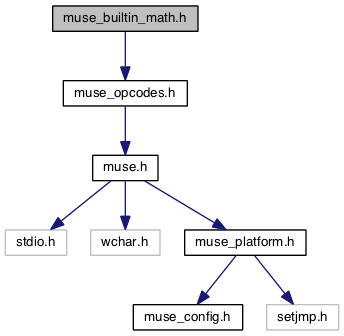 muse_builtin_math.h
muse_opcodes.h
muse.h
stdio.h
wchar.h
muse_platform.h
muse_config.h
setjmp.h